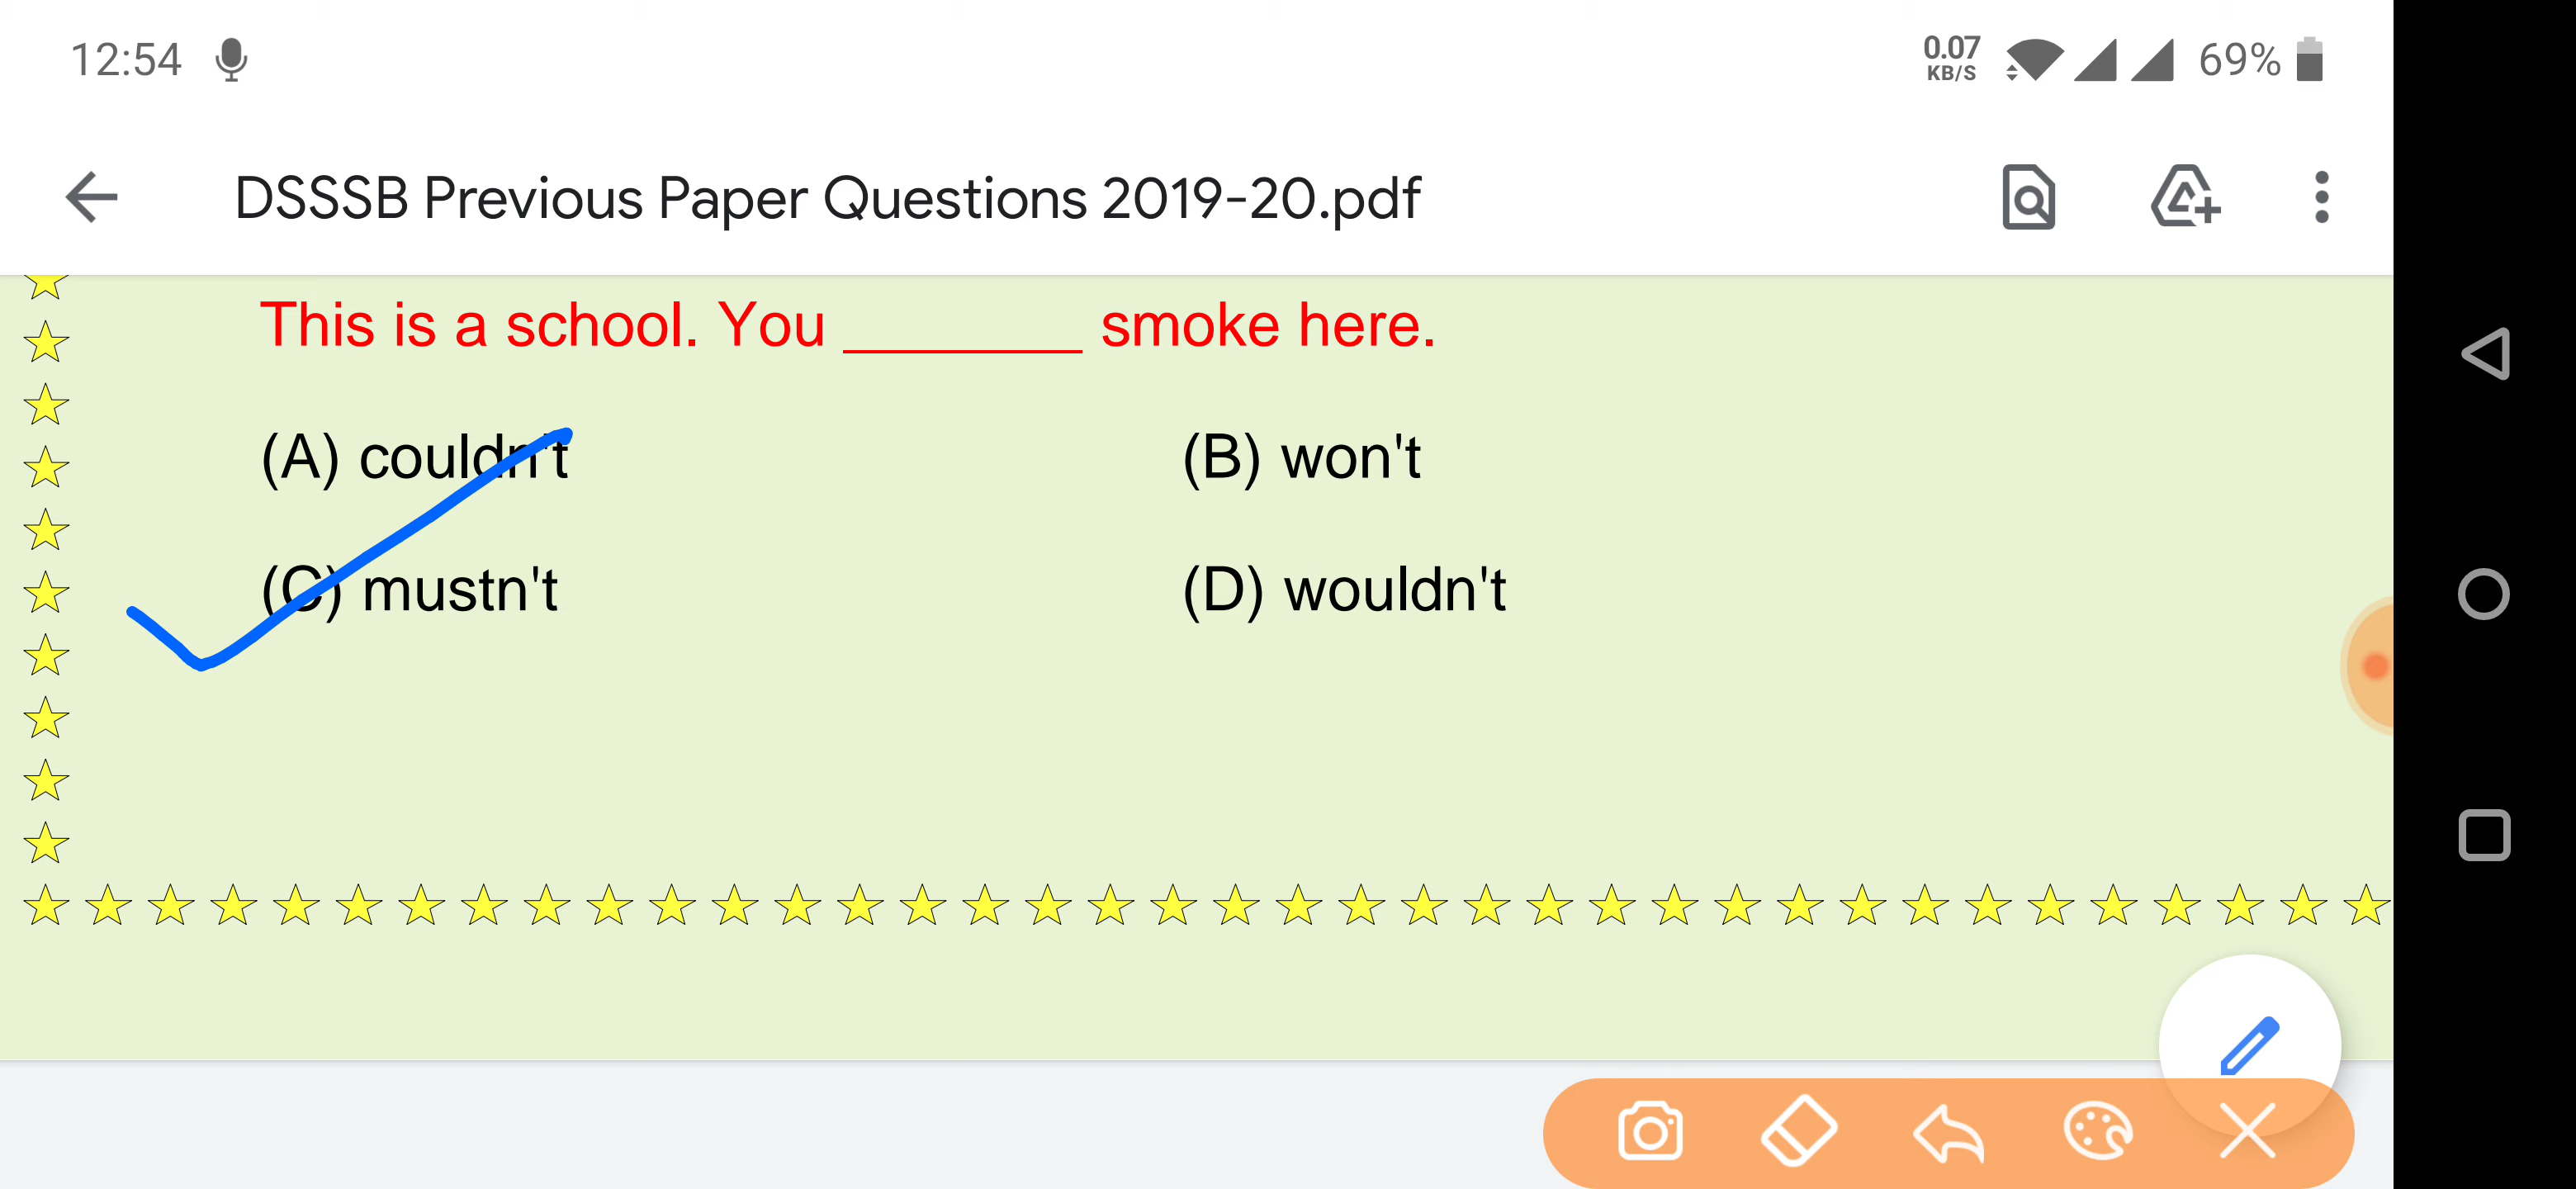 12:54
0.07
KB/S
69%
DSSSB Previous Paper Questions 2019-20.pdf
This is a school. You ________ smoke here.
(A) couldn't (B) won't
(C) mustn't (D) wouldn't